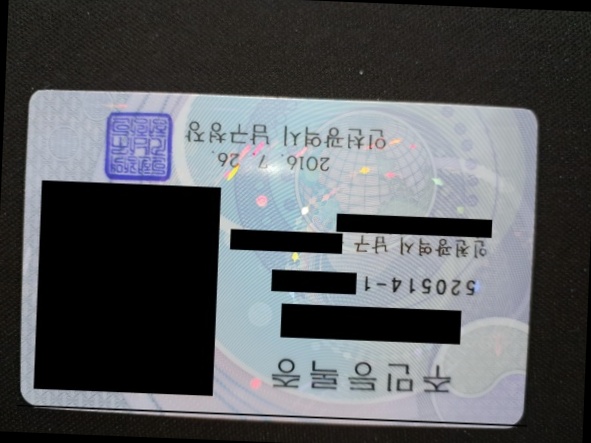 주민등록증
520514-1
인천광역시 남구
2016. 7. 26.
인천광역시 남구청장